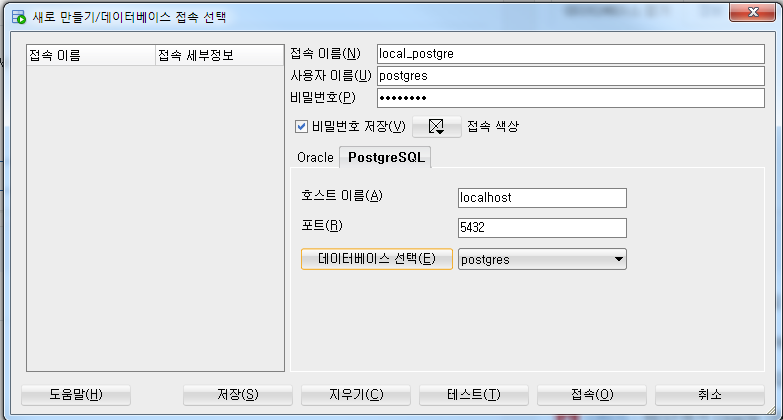 새로 만들기/데이터베이스 접속 선택
접속 이름 접속 세부정보
접속 이름(N) local_postgre
사용자 이름(U) postgres
비밀번호(P) ••••••••
비밀번호 저장(V) 접속 색상
Oracle PostgreSQL
호스트 이름(A) localhost
포트(R) 5432
데이터베이스 선택(E) postgres
도움말(H) 저장(S) 지우기(C) 테스트(T) 접속(O) 취소